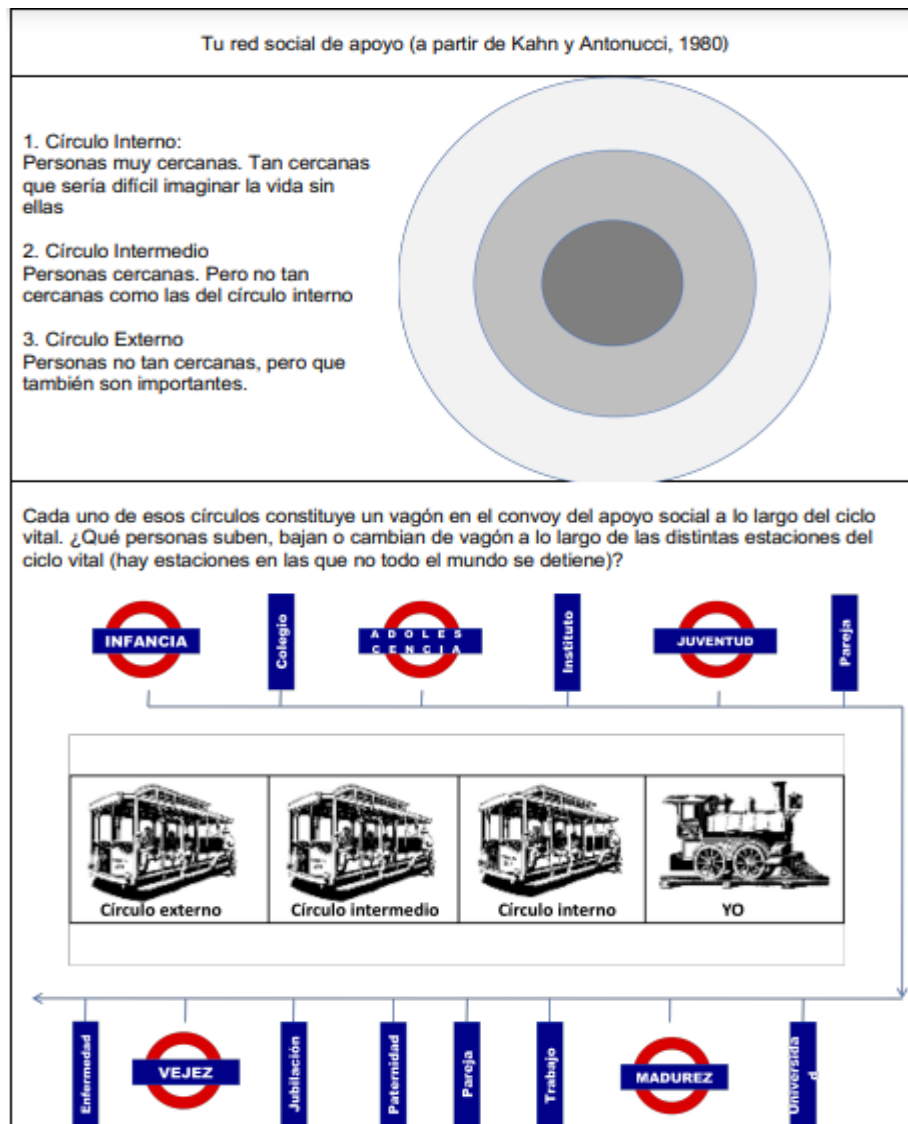 Tu red social de apoyo (a partir de Kahn y Antonucci, 1980)
1. Círculo Interno:
Personas muy cercanas. Tan cercanas
que sería difícil imaginar la vida sin
ellas
2. Círculo Intermedio
Personas cercanas. Pero no tan
cercanas como las del círculo interno
3. Círculo Externo
Personas no tan cercanas, pero que
también son importantes.
Cada uno de esos círculos constituye un vagón en el convoy del apoyo social a lo largo del ciclo
vital. ¿Qué personas suben, bajan o cambian de vagón a lo largo de las distintas estaciones del
ciclo vital (hay estaciones en las que no todo el mundo se detiene)?
INFANCIA
Colegio
ADOLES
CENCIA
Instituto
JUVENTUD
Pareja
Círculo externo
Círculo intermedio
Círculo interno
YO
Enfermedad
VEJEZ
Jubilación
Paternidad
Pareja
Trabajo
MADUREZ
Universida
d